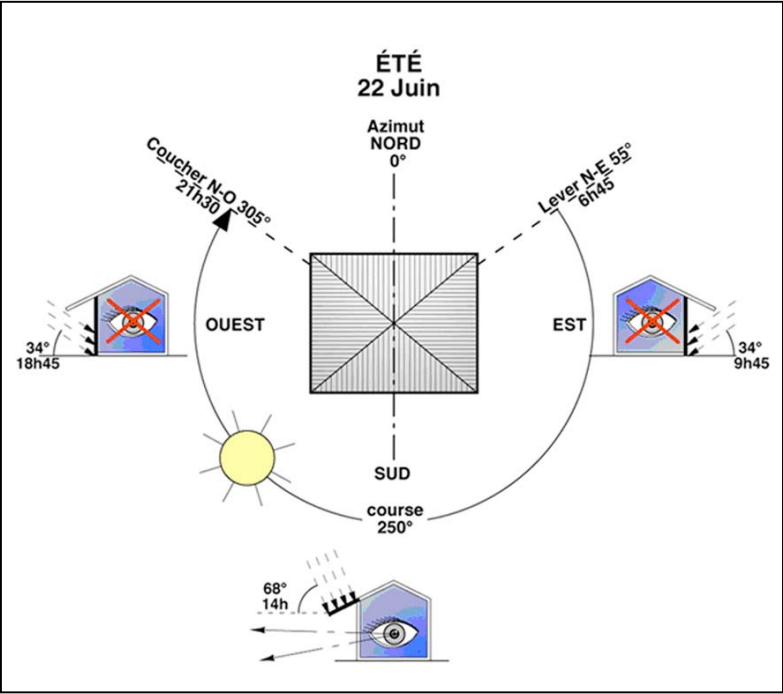 ÉTÉ
22 Juin
Azimut
NORD
0°
Coucher N-O 305°
21h30
Lever N-E 55°
6h45
OUEST
EST
34°
18h45
34°
9h45
SUD
course
250°
68°
14h